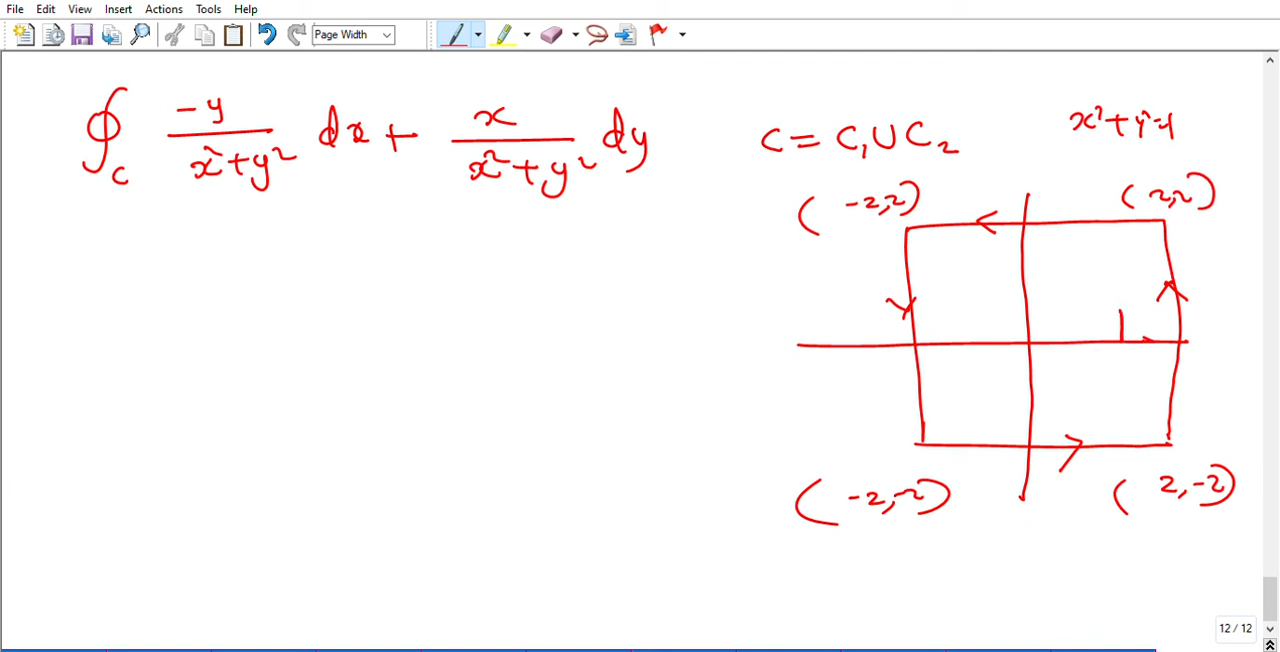 File Edit View Insert Actions Tools Help
Page Width
∮_C -y/(x²+y²) dx + x/(x²+y²) dy
C = C₁ ∪ C₂
x²+y²=1
(-2,2) (2,2)
(-2,-2) (2,-2)
12 / 12